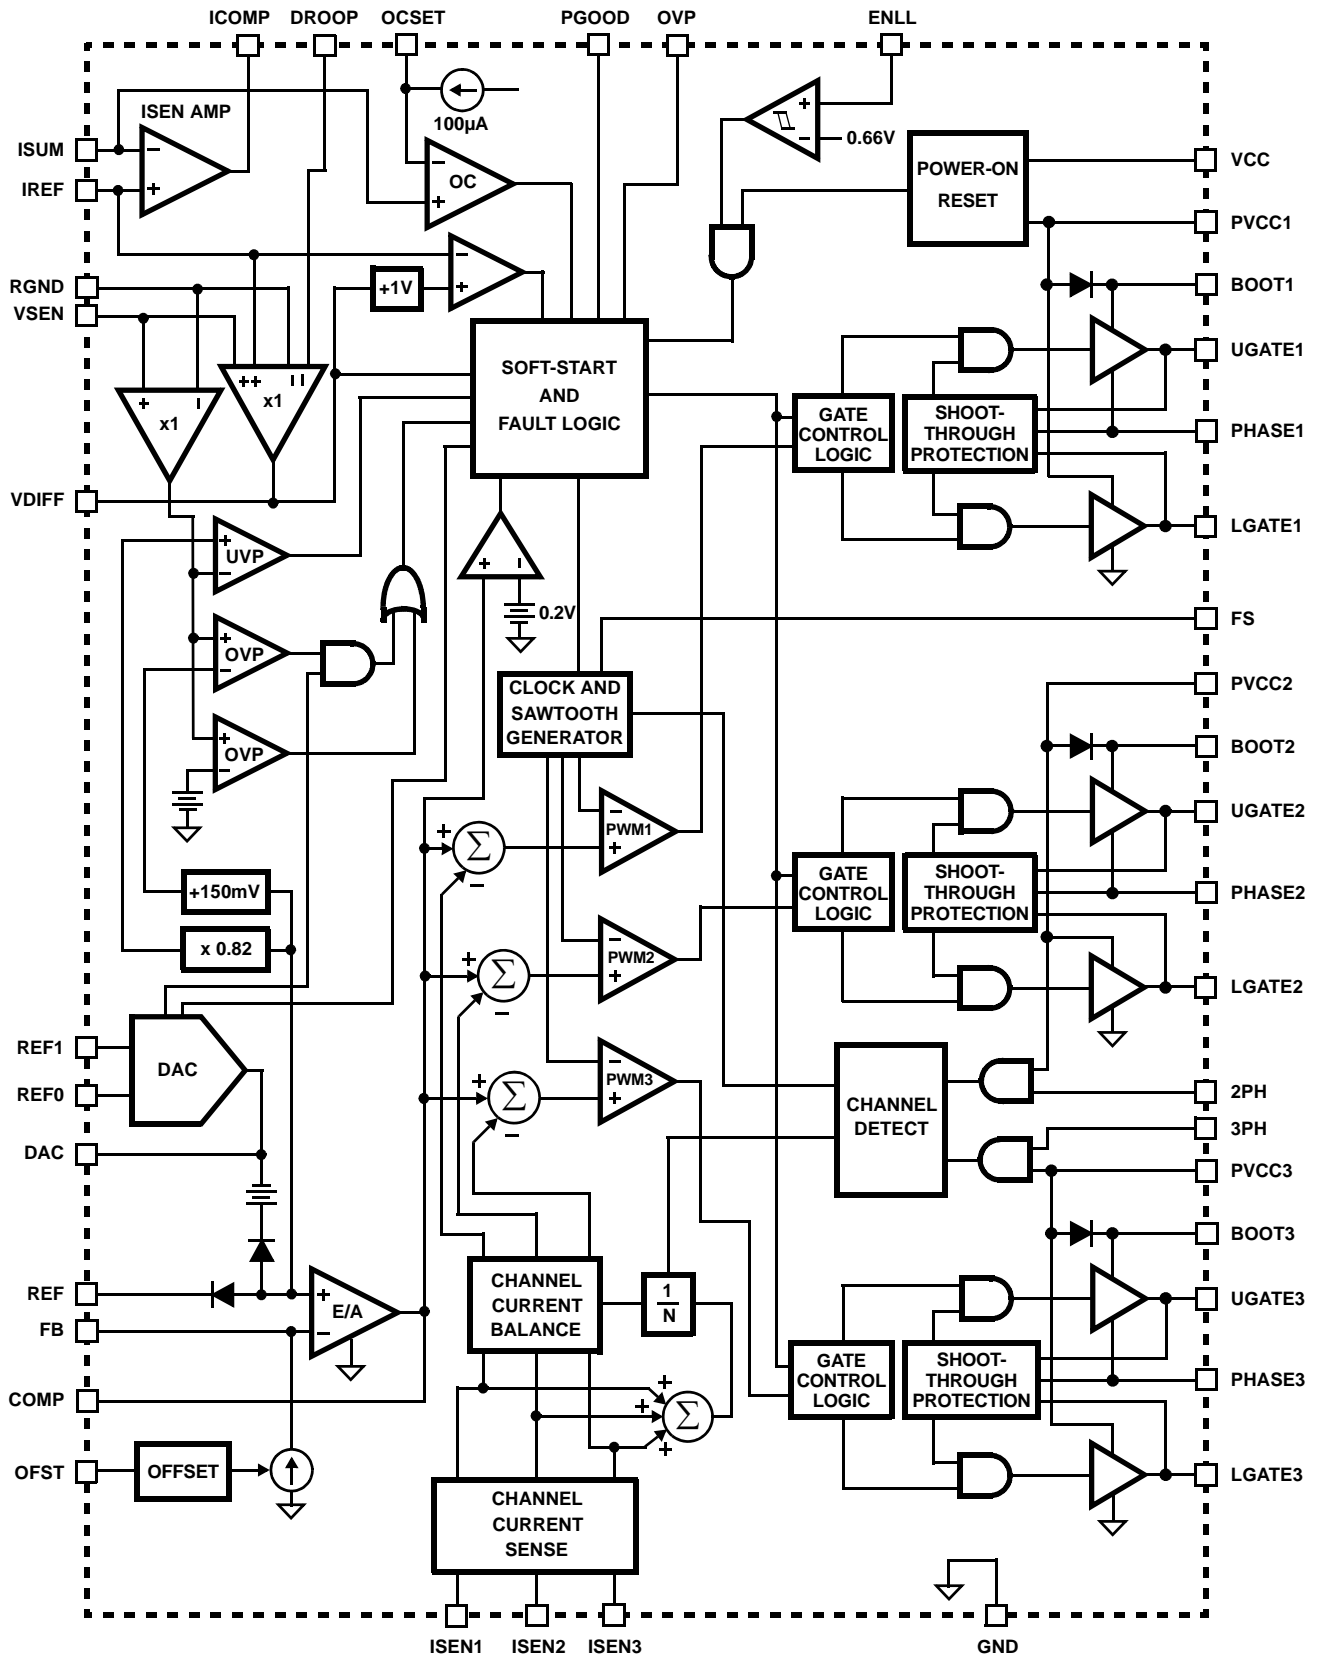 ICOMP DROOP OCSET PGOOD OVP ENLL
ISEN AMP
100µA
ISUM
IREF
−
+
−
OC
+
+
−
0.66V
POWER-ON
RESET
VCC
PVCC1
−
+
+1V
RGND
VSEN
BOOT1
SOFT-START
AND
FAULT LOGIC
UGATE1
+
−
x1
++
− −
x1
GATE
CONTROL
LOGIC
SHOOT-
THROUGH
PROTECTION
PHASE1
VDIFF
LGATE1
+
UVP
−
+
−
0.2V
FS
+
OVP
−
CLOCK AND
SAWTOOTH
GENERATOR
PVCC2
+
OVP
−
BOOT2
−
PWM1
+
+
Σ
−
UGATE2
+150mV
GATE
CONTROL
LOGIC
SHOOT-
THROUGH
PROTECTION
PHASE2
x 0.82
−
PWM2
+
+
Σ
−
LGATE2
REF1
REF0
DAC
−
PWM3
+
+
Σ
−
CHANNEL
DETECT
2PH
3PH
DAC
PVCC3
BOOT3
REF
FB
+
E/A
−
CHANNEL
CURRENT
BALANCE
1
N
UGATE3
GATE
CONTROL
LOGIC
SHOOT-
THROUGH
PROTECTION
PHASE3
COMP
+
+
Σ
+
OFST
OFFSET
LGATE3
CHANNEL
CURRENT
SENSE
ISEN1 ISEN2 ISEN3 GND